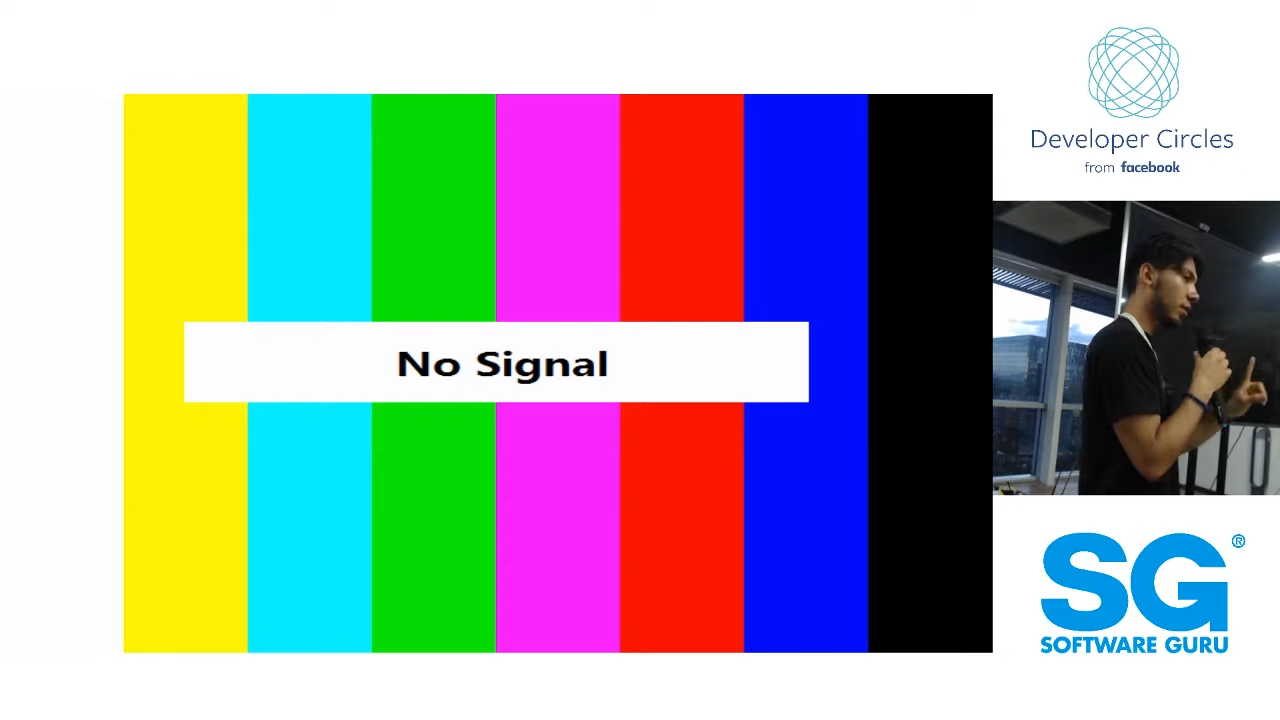 No Signal
Developer Circles
from facebook
SG®
SOFTWARE GURU